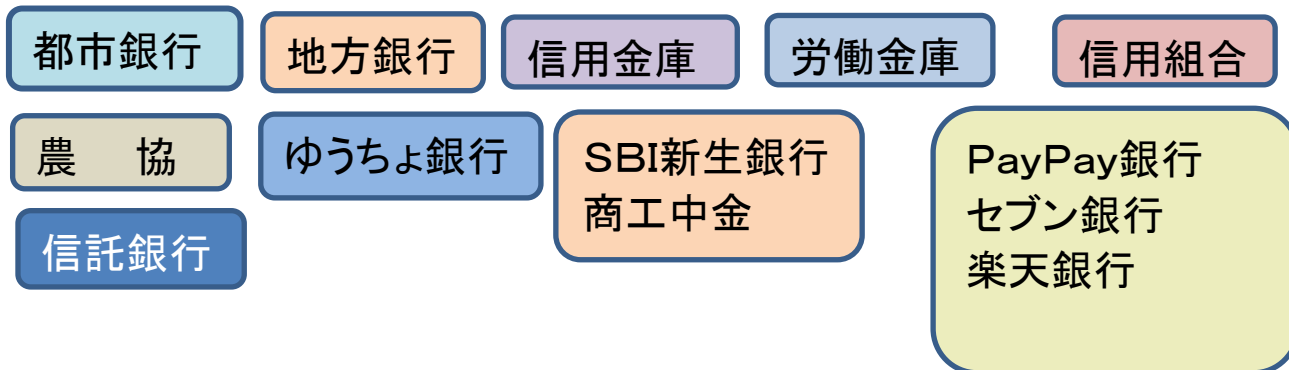 都市銀行
地方銀行
信用金庫
労働金庫
信用組合
農　協
ゆうちょ銀行
SBI新生銀行
商工中金
PayPay銀行
セブン銀行
楽天銀行
信託銀行